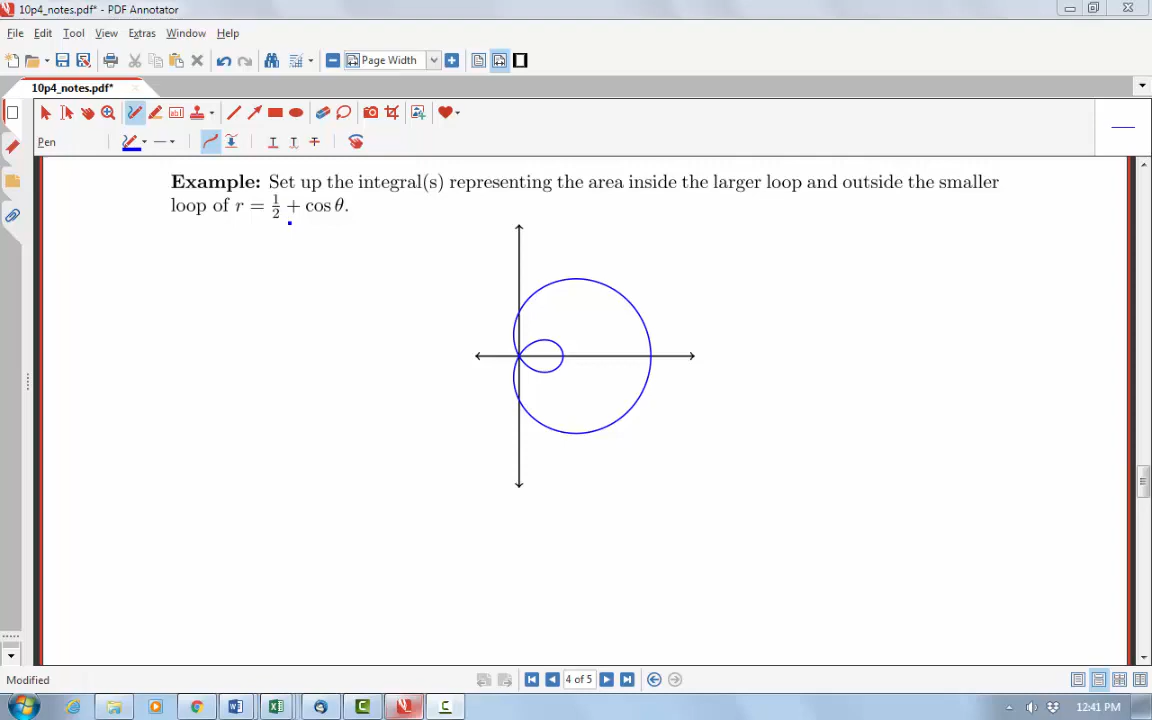 10p4_notes.pdf* - PDF Annotator
File Edit Tool View Extras Window Help
Page Width
10p4_notes.pdf*
Pen
Example: Set up the integral(s) representing the area inside the larger loop and outside the smaller
loop of r = 1/2 + cos θ.
Modified
4 of 5
12:41 PM